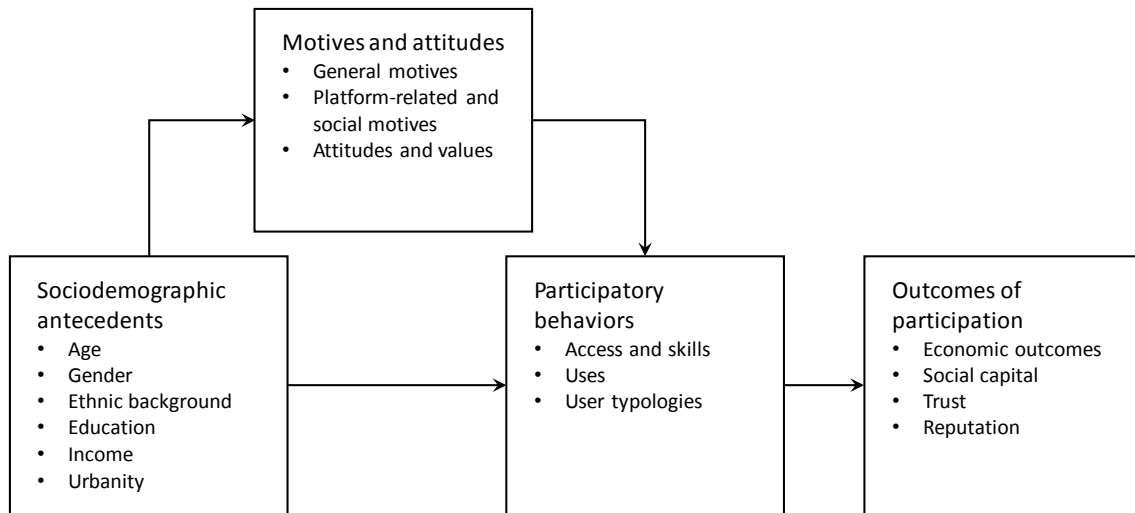 Motives and attitudes
• General motives
• Platform-related and
social motives
• Attitudes and values
Sociodemographic
antecedents
• Age
• Gender
• Ethnic background
• Education
• Income
• Urbanity
Participatory
behaviors
• Access and skills
• Uses
• User typologies
Outcomes of
participation
• Economic outcomes
• Social capital
• Trust
• Reputation